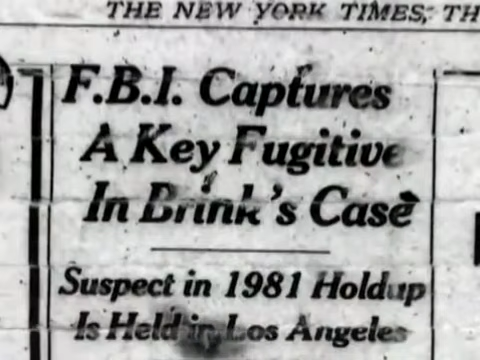 THE NEW YORK TIMES, TH
F.B.I. Captures
A Key Fugitive
In Brink's Case
Suspect in 1981 Holdup
Is Held in Los Angeles